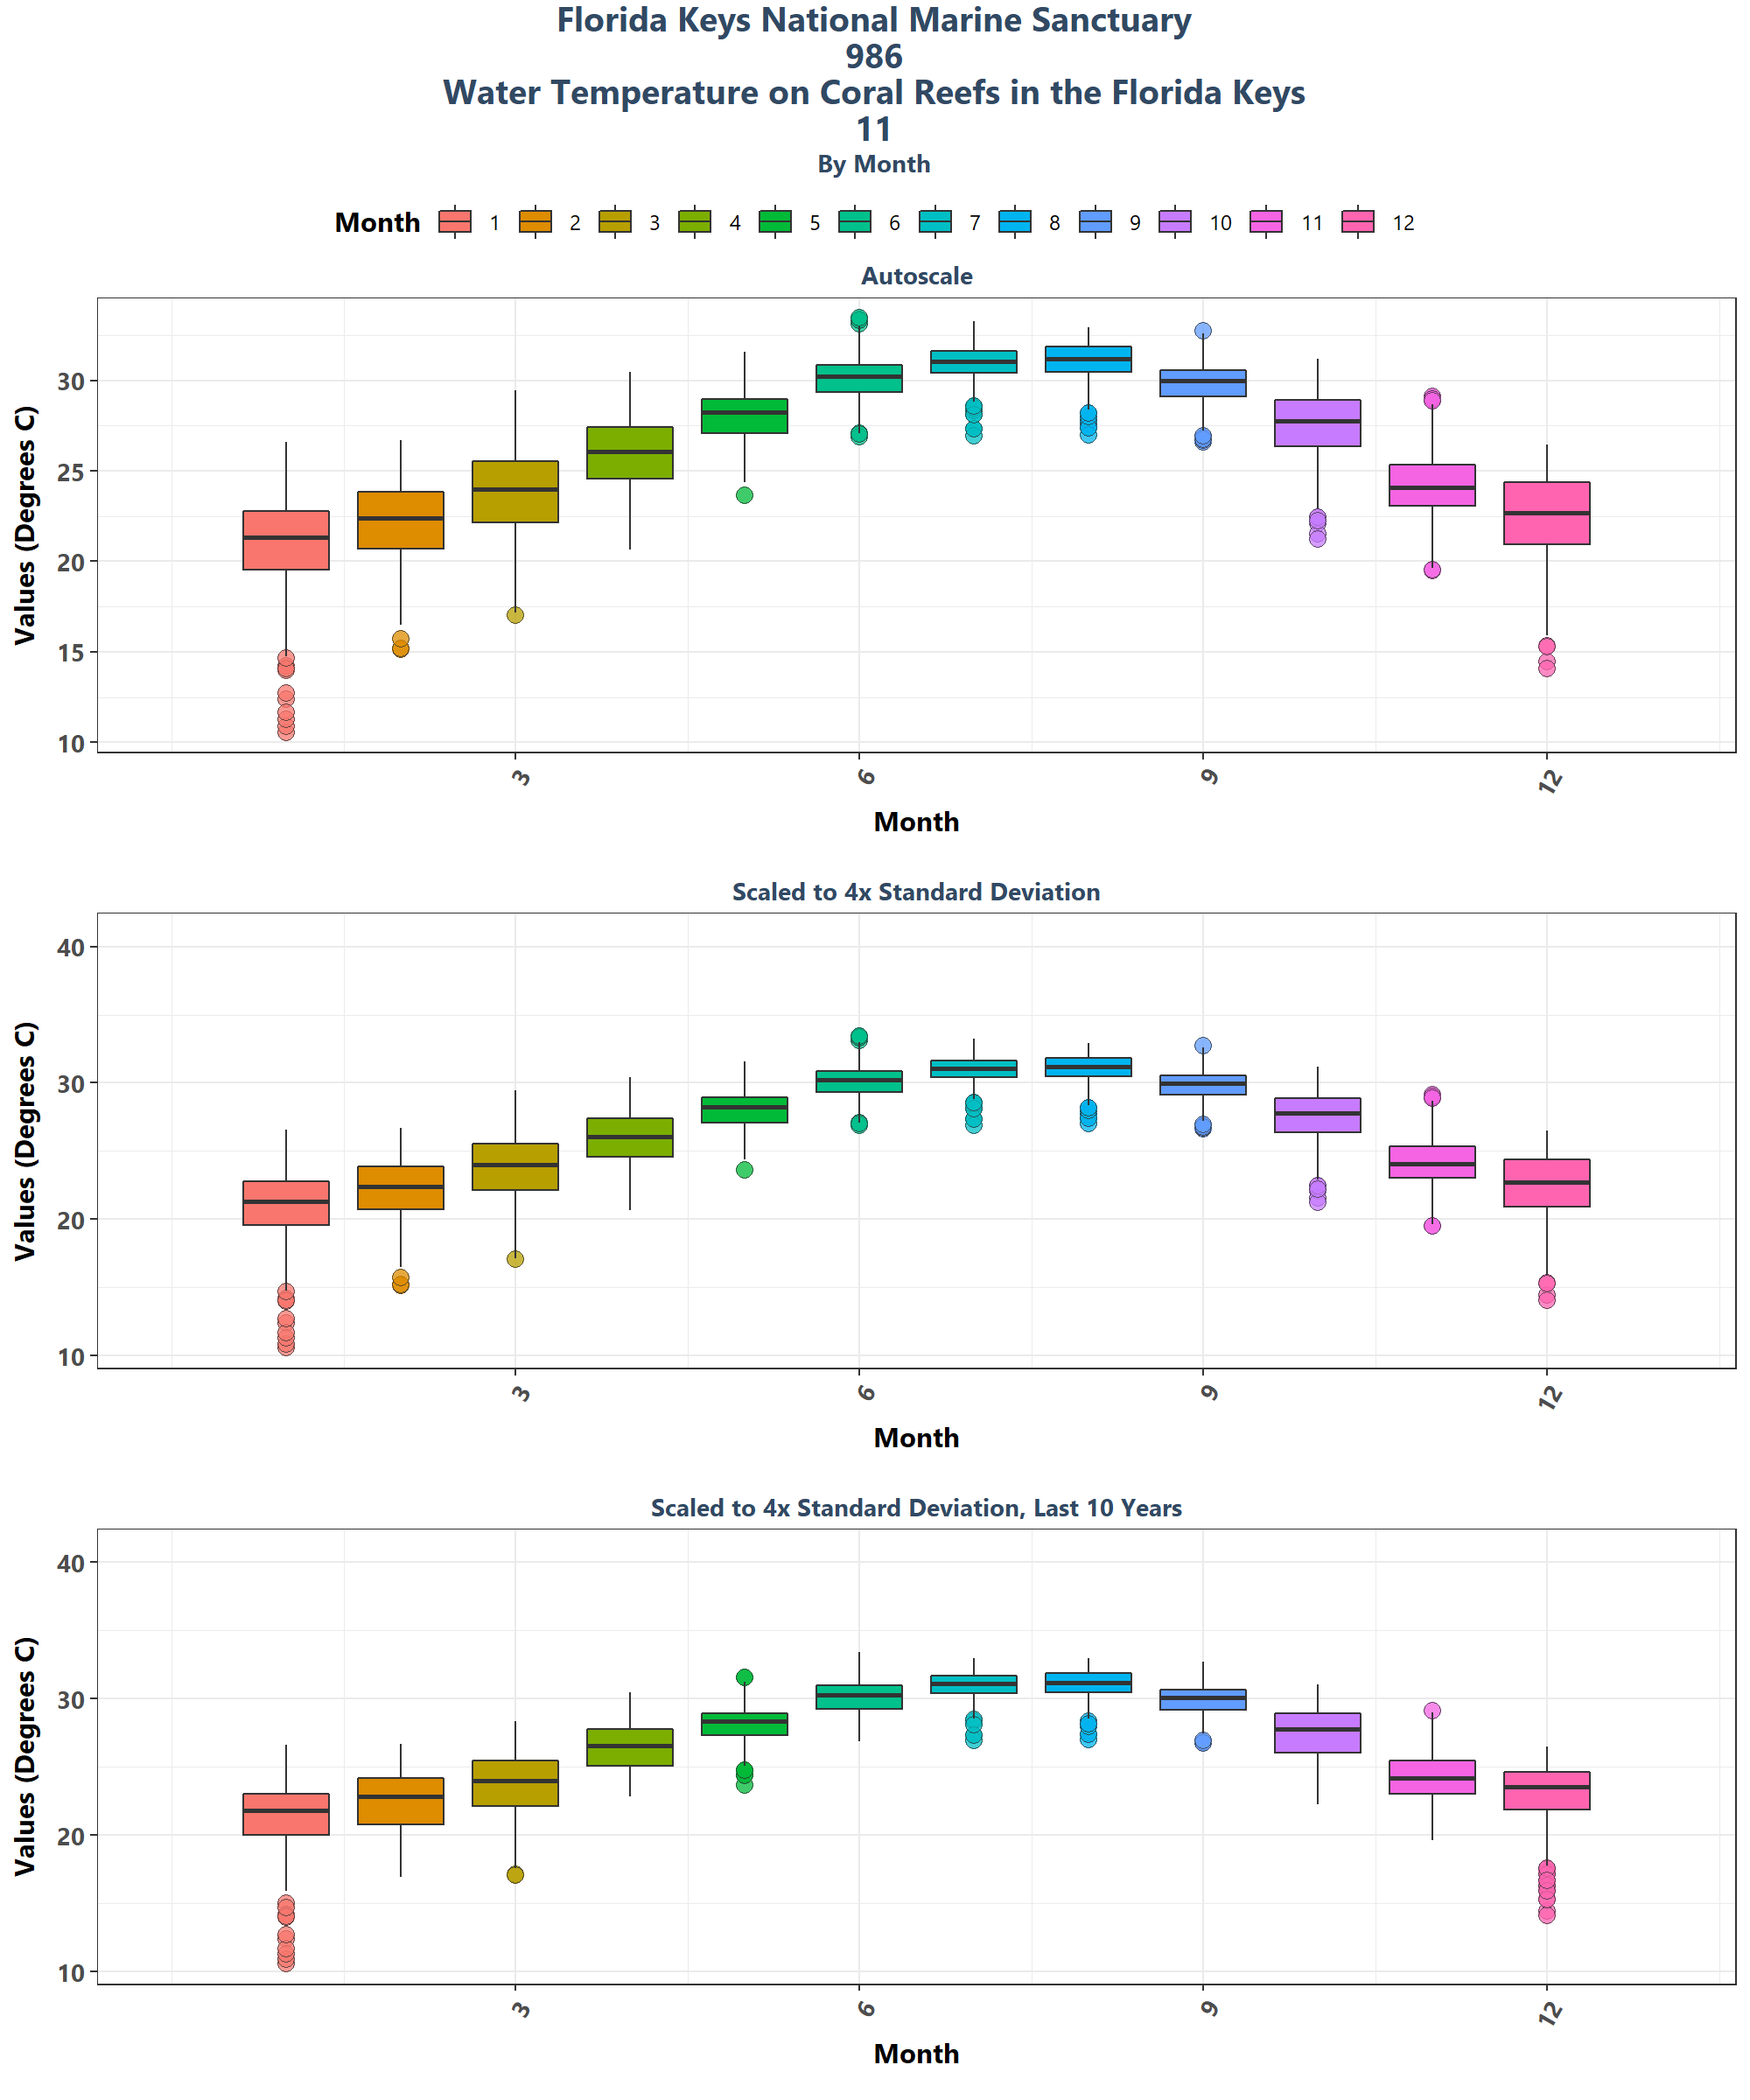 Florida Keys National Marine Sanctuary
986
Water Temperature on Coral Reefs in the Florida Keys
11
By Month
Month 1 2 3 4 5 6 7 8 9 10 11 12
Autoscale
Values (Degrees C)
30
25
20
15
10
3 6 9 12
Month
Scaled to 4x Standard Deviation
Values (Degrees C)
40
30
20
10
3 6 9 12
Month
Scaled to 4x Standard Deviation, Last 10 Years
Values (Degrees C)
40
30
20
10
3 6 9 12
Month